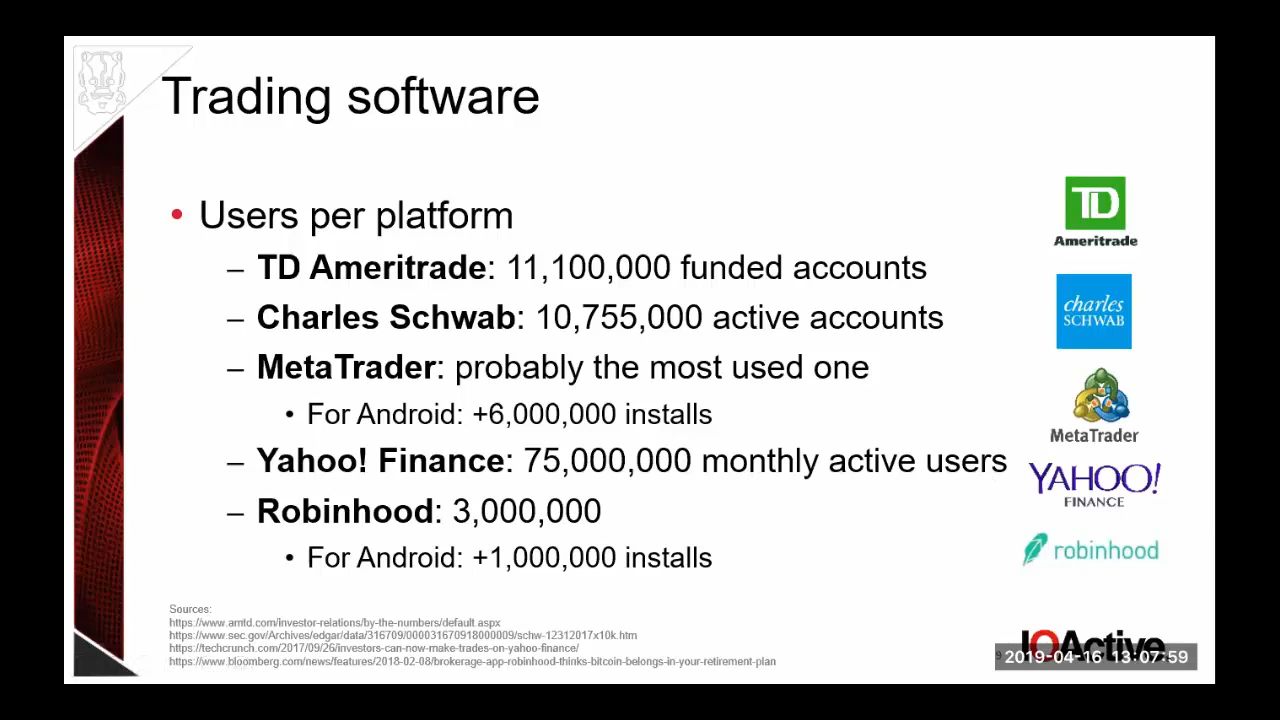 Trading software
• Users per platform
– TD Ameritrade: 11,100,000 funded accounts
– Charles Schwab: 10,755,000 active accounts
– MetaTrader: probably the most used one
• For Android: +6,000,000 installs
– Yahoo! Finance: 75,000,000 monthly active users
– Robinhood: 3,000,000
• For Android: +1,000,000 installs
TD
Ameritrade
charles
SCHWAB
MetaTrader
YAHOO!
FINANCE
robinhood
Sources:
https://www.amtd.com/investor-relations/by-the-numbers/default.aspx
https://www.sec.gov/Archives/edgar/data/316709/000031670918000009/schw-12312017x10k.htm
https://techcrunch.com/2017/09/26/investors-can-now-make-trades-on-yahoo-finance/
https://www.bloomberg.com/news/features/2018-02-08/brokerage-app-robinhood-thinks-bitcoin-belongs-in-your-retirement-plan
IOActive
2019-04-16 13:07:59